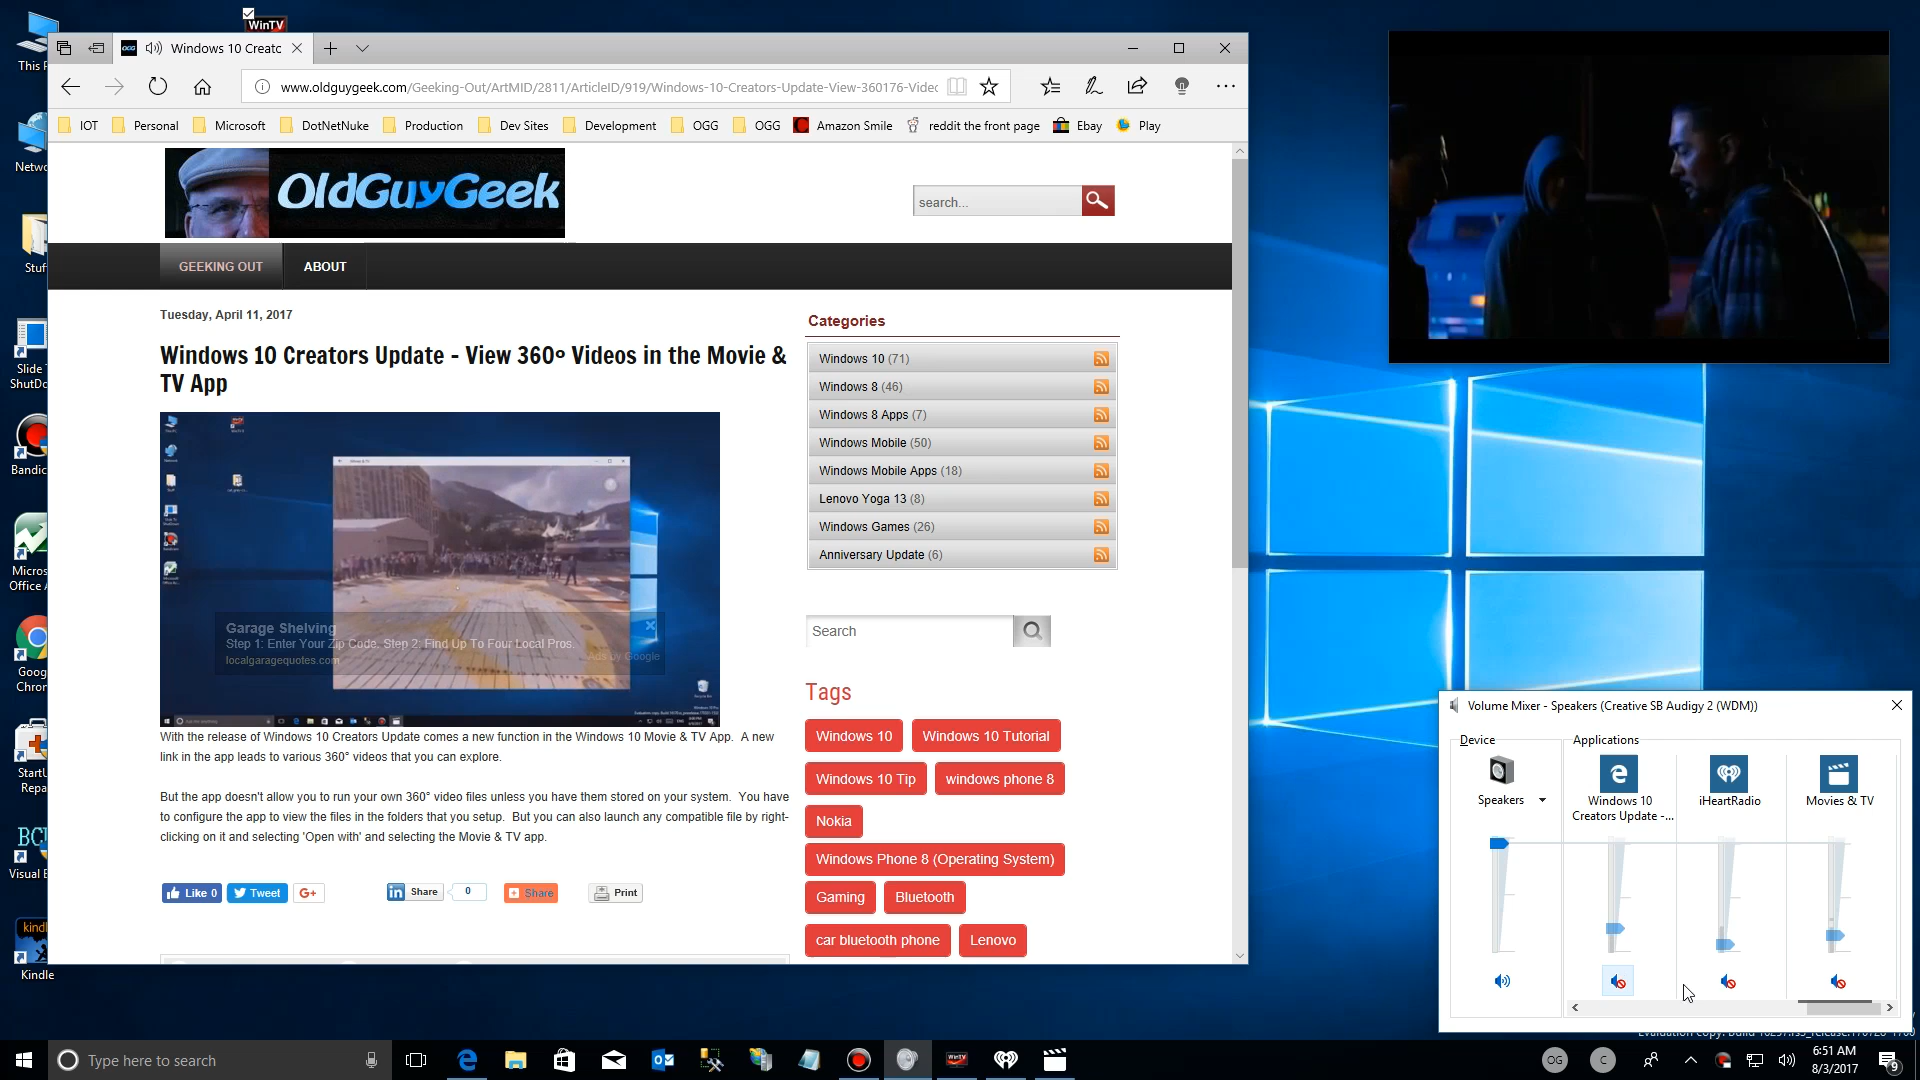 WinTV
This P
Netwo
Stuf
Slide T
ShutDo
Bandic
Micros
Office A
Goog
Chron
StartU
Repa
BCU
Visual B
kindl
Kindle
OGG
Windows 10 Creatc
www.oldguygeek.com/Geeking-Out/ArtMID/2811/ArticleID/919/Windows-10-Creators-Update-View-360176-Videc
IOT Personal Microsoft DotNetNuke Production Dev Sites Development OGG OGG Amazon Smile reddit the front page Ebay Play
OldGuyGeek
search...
GEEKING OUT ABOUT
Tuesday, April 11, 2017
Windows 10 Creators Update - View 360º Videos in the Movie &
TV App
Garage Shelving
Step 1: Enter Your Zip Code. Step 2: Find Up To Four Local Pros.
localgaragequotes.com
Ads by Google
With the release of Windows 10 Creators Update comes a new function in the Windows 10 Movie & TV App. A new
link in the app leads to various 360° videos that you can explore.
But the app doesn't allow you to run your own 360° video files unless you have them stored on your system. You have
to configure the app to view the files in the folders that you setup. But you can also launch any compatible file by right-
clicking on it and selecting 'Open with' and selecting the Movie & TV app.
Like 0 Tweet G+ in Share 0 Share Print
Categories
Windows 10 (71)
Windows 8 (46)
Windows 8 Apps (7)
Windows Mobile (50)
Windows Mobile Apps (18)
Lenovo Yoga 13 (8)
Windows Games (26)
Anniversary Update (6)
Search
Tags
Windows 10 Windows 10 Tutorial
Windows 10 Tip windows phone 8
Nokia
Windows Phone 8 (Operating System)
Gaming Bluetooth
car bluetooth phone Lenovo
Volume Mixer - Speakers (Creative SB Audigy 2 (WDM))
Device Applications
Speakers
Windows 10
Creators Update -...
iHeartRadio
Movies & TV
Type here to search
WinTV
OG
C
6:51 AM
8/3/2017
9